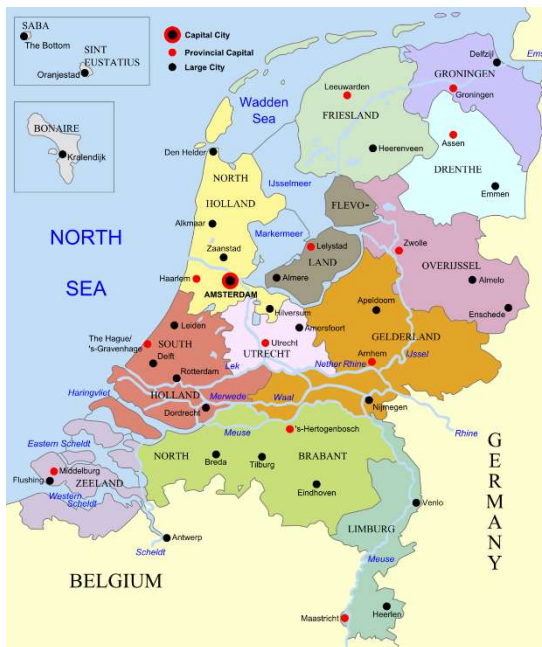 SABA
The Bottom
SINT
EUSTATIUS
Oranjestad
BONAIRE
Kralendijk
Capital City
Provincial Capital
Large City
Delfzijl
Ems
GRONINGEN
Groningen
Leeuwarden
FRIESLAND
Wadden
Sea
Assen
Heerenveen
DRENTHE
Den Helder
Emmen
NORTH
HOLLAND
IJsselmeer
FLEVO-
LAND
Alkmaar
Markermeer
Lelystad
Zwolle
NORTH
SEA
Zaanstad
OVERIJSSEL
Haarlem
Almere
Almelo
AMSTERDAM
Apeldoorn
Hilversum
Enschede
Leiden
Amersfoort
The Hague/
's-Gravenhage
SOUTH
HOLLAND
Utrecht
UTRECHT
GELDERLAND
Delft
Lek
Nether Rhine
Arnhem
IJssel
Rotterdam
Haringvliet
Merwede
Waal
Dordrecht
Nijmegen
Meuse
's-Hertogenbosch
Rhine
Eastern Scheldt
NORTH
BRABANT
Breda
Tilburg
Middelburg
Flushing
ZEELAND
Western
Scheldt
Eindhoven
Venlo
GERMANY
LIMBURG
Antwerp
Scheldt
Meuse
BELGIUM
Heerlen
Maastricht